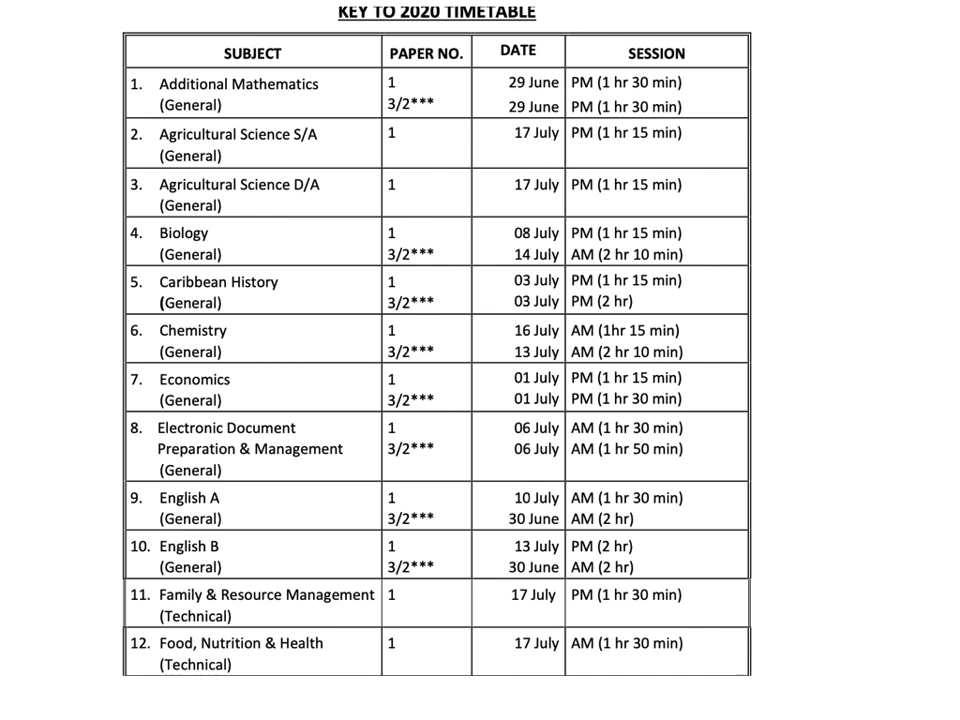 KEY TO 2020 TIMETABLE
SUBJECT PAPER NO. DATE SESSION
1. Additional Mathematics 1 29 June PM (1 hr 30 min)
(General) 3/2*** 29 June PM (1 hr 30 min)
2. Agricultural Science S/A 1 17 July PM (1 hr 15 min)
(General)
3. Agricultural Science D/A 1 17 July PM (1 hr 15 min)
(General)
4. Biology 1 08 July PM (1 hr 15 min)
(General) 3/2*** 14 July AM (2 hr 10 min)
5. Caribbean History 1 03 July PM (1 hr 15 min)
(General) 3/2*** 03 July PM (2 hr)
6. Chemistry 1 16 July AM (1hr 15 min)
(General) 3/2*** 13 July AM (2 hr 10 min)
7. Economics 1 01 July PM (1 hr 15 min)
(General) 3/2*** 01 July PM (1 hr 30 min)
8. Electronic Document 1 06 July AM (1 hr 30 min)
Preparation & Management 3/2*** 06 July AM (1 hr 50 min)
(General)
9. English A 1 10 July AM (1 hr 30 min)
(General) 3/2*** 30 June AM (2 hr)
10. English B 1 13 July PM (2 hr)
(General) 3/2*** 30 June AM (2 hr)
11. Family & Resource Management 1 17 July PM (1 hr 30 min)
(Technical)
12. Food, Nutrition & Health 1 17 July AM (1 hr 30 min)
(Technical)